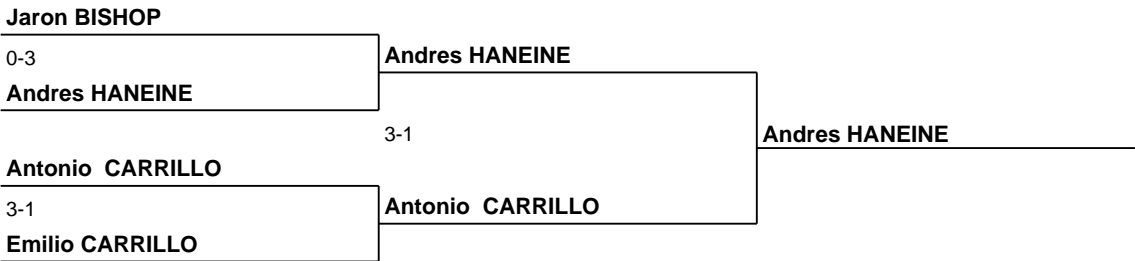 Jaron BISHOP
0-3
Andres HANEINE
Andres HANEINE
3-1
Andres HANEINE
Antonio  CARRILLO
3-1
Antonio  CARRILLO
Emilio CARRILLO